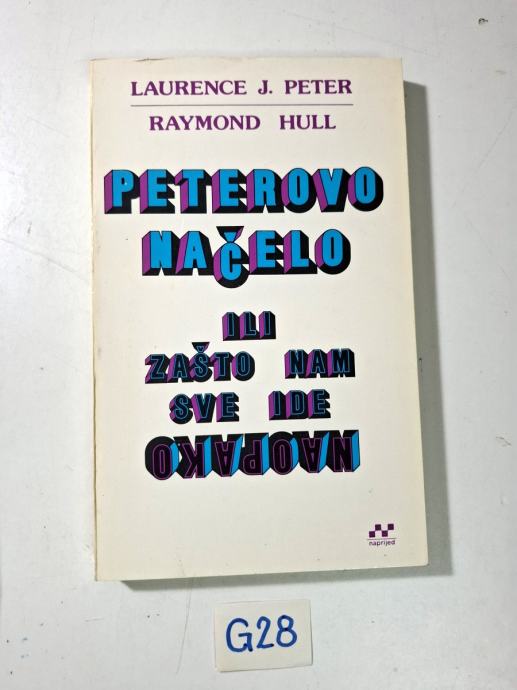 LAURENCE J. PETER
RAYMOND HULL
PETEROVO
NAČELO
ILI
ZAŠTO NAM
SVE IDE
NAOPAKO
naprijed
G28